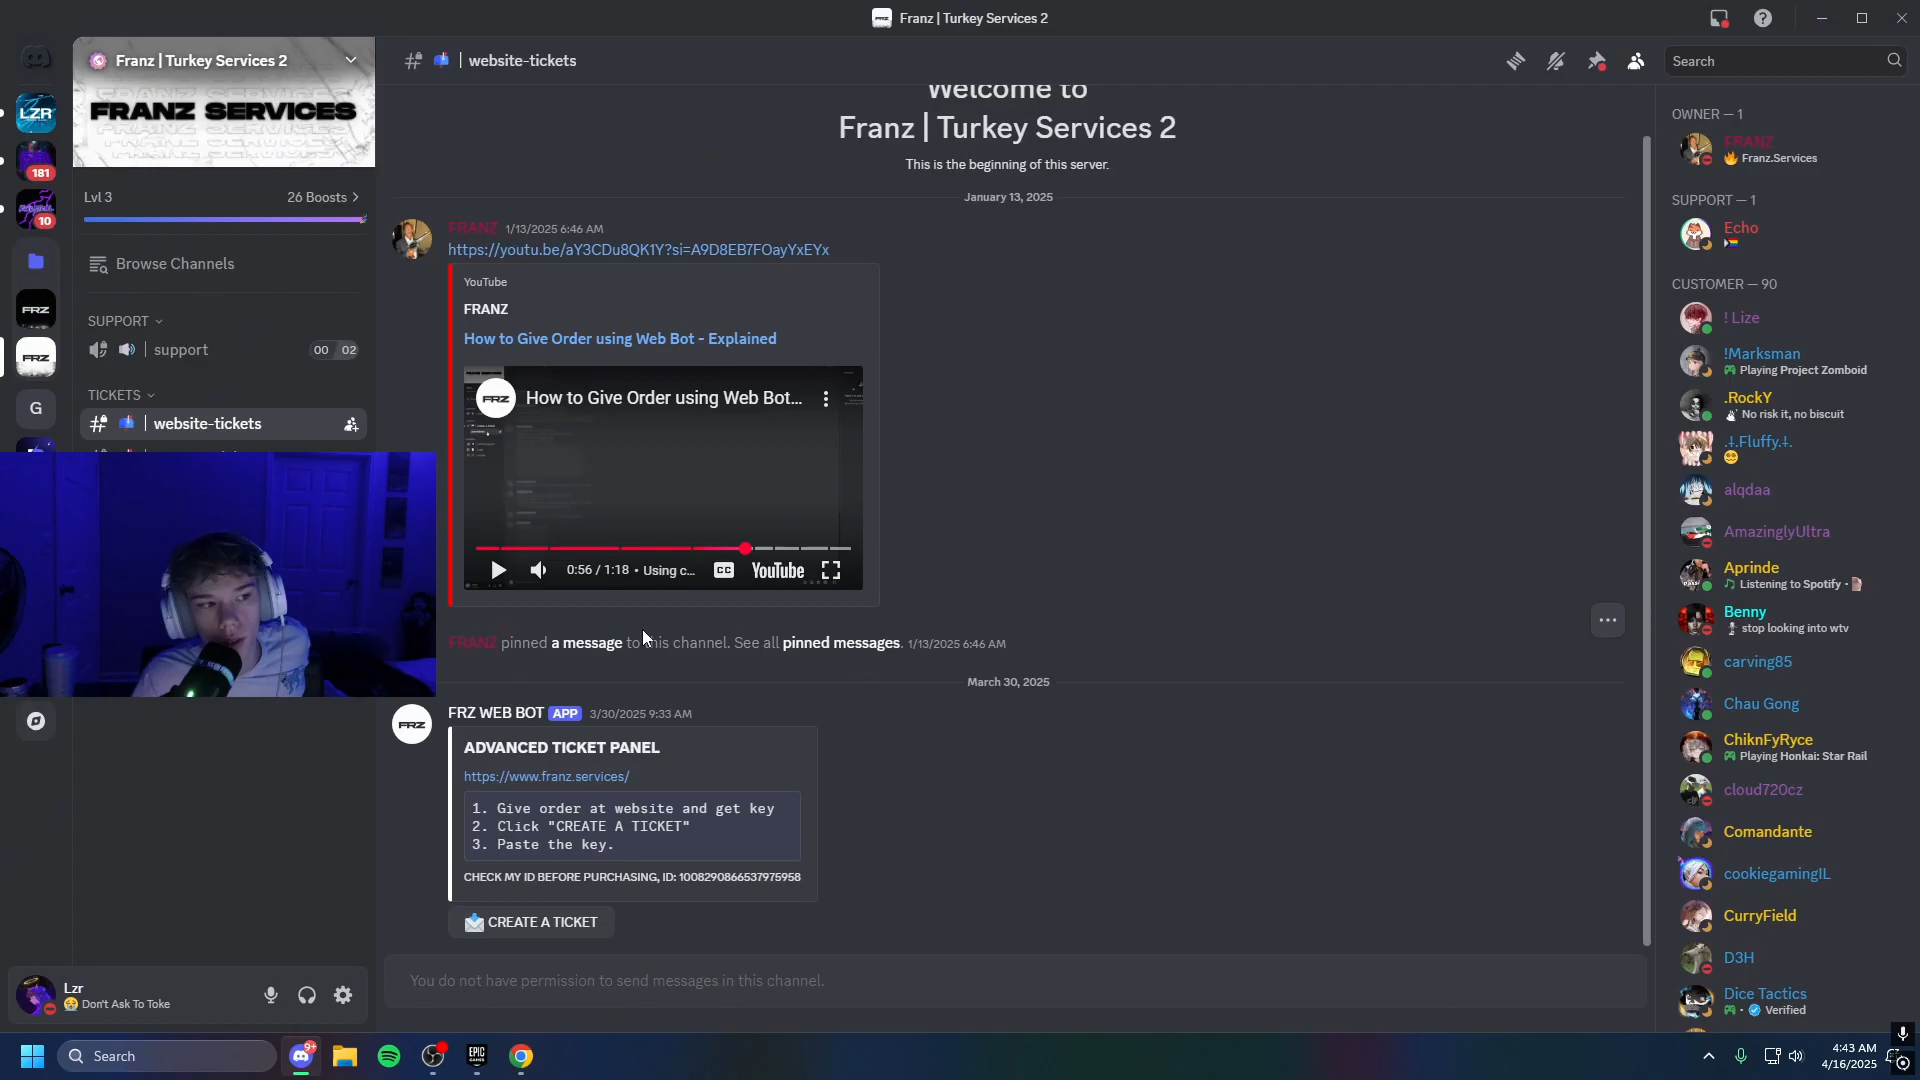 Franz | Turkey Services 2
Franz | Turkey Services 2
FRANZ SERVICES
Lvl 3
26 Boosts
Browse Channels
SUPPORT
support
00 02
TICKETS
website-tickets
LZR
181
10
FRZ
FRZ
G
Lzr
Don't Ask To Toke
website-tickets
Search
Welcome to
Franz | Turkey Services 2
This is the beginning of this server.
January 13, 2025
FRANZ 1/13/2025 6:46 AM
https://youtu.be/aY3CDu8QK1Y?si=A9D8EB7FOayYxEYx
YouTube
FRANZ
How to Give Order using Web Bot - Explained
FRZ
How to Give Order using Web Bot...
0:56 / 1:18 • Using c...
CC
YouTube
FRANZ pinned a message to this channel. See all pinned messages. 1/13/2025 6:46 AM
March 30, 2025
FRZ
FRZ WEB BOT APP 3/30/2025 9:33 AM
ADVANCED TICKET PANEL
https://www.franz.services/
1. Give order at website and get key
2. Click "CREATE A TICKET"
3. Paste the key.
CHECK MY ID BEFORE PURCHASING, ID: 1008290866537975958
CREATE A TICKET
You do not have permission to send messages in this channel.
OWNER — 1
FRANZ
Franz.Services
SUPPORT — 1
Echo
CUSTOMER — 90
! Lize
!Marksman
Playing Project Zomboid
.RockY
No risk it, no biscuit
.⸸.Fluffy.⸸.
alqdaa
AmazinglyUltra
Aprinde
Listening to Spotify •
Benny
stop looking into wtv
carving85
Chau Gong
ChiknFyRyce
Playing Honkai: Star Rail
cloud720cz
Comandante
cookiegamingIL
CurryField
D3H
Dice Tactics
• Verified
Search
9+
EPIC
GAMES
4:43 AM
4/16/2025